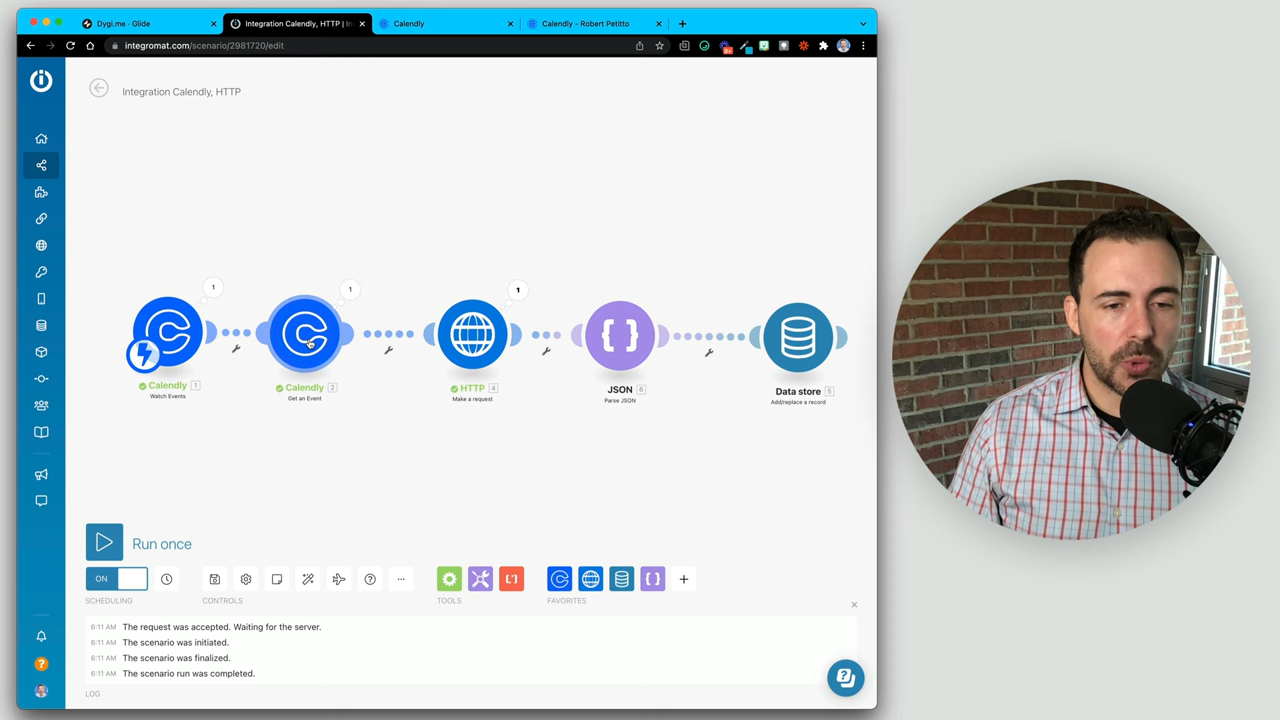 Dygi.me - Glide
Integration Calendly, HTTP | In
Calendly
Calendly - Robert Petitto
integromat.com/scenario/2981720/edit
9+
Integration Calendly, HTTP
1
1
1
Calendly 1
Watch Events
Calendly 2
Get an Event
HTTP 4
Make a request
JSON 6
Parse JSON
Data store 5
Add/replace a record
Run once
ON
SCHEDULING
CONTROLS
TOOLS
FAVORITES
6:11 AM The request was accepted. Waiting for the server.
6:11 AM The scenario was initiated.
6:11 AM The scenario was finalized.
6:11 AM The scenario run was completed.
LOG